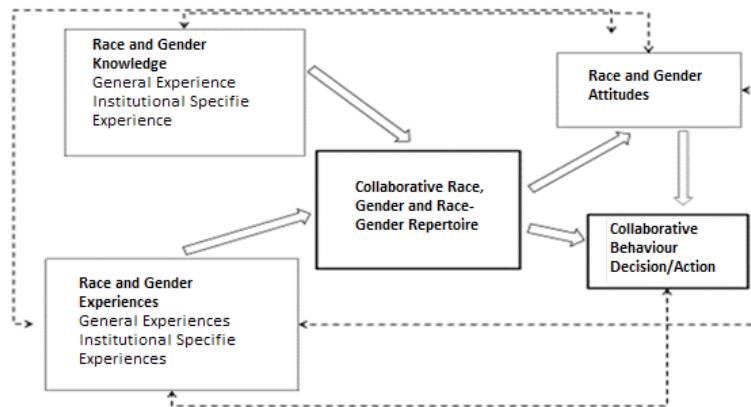 Race and Gender
Knowledge
General Experience
Institutional Specifie
Experience
Race and Gender
Attitudes
Collaborative Race,
Gender and Race-
Gender Repertoire
Collaborative
Behaviour
Decision/Action
Race and Gender
Experiences
General Experiences
Institutional Specifie
Experiences